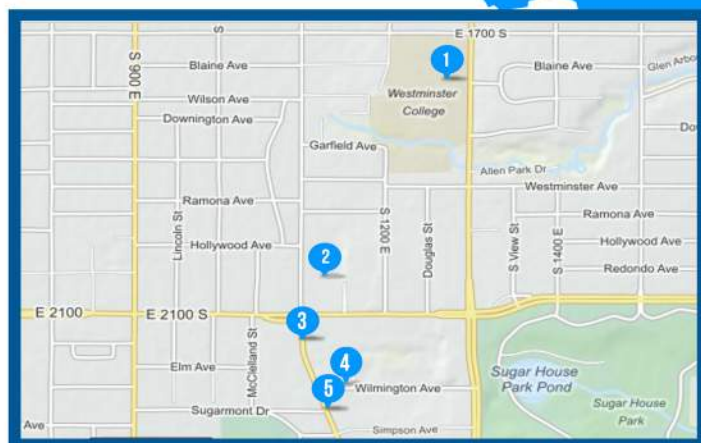 E 1700 S
S
S 900 E
Blaine Ave
Blaine Ave
Glen Arbor
1
Westminster
College
Wilson Ave
Downington Ave
Garfield Ave
Allen Park Dr
Westminster Ave
Ramona Ave
Ramona Ave
Lincoln St
S 1200 E
Douglas St
S View St
S 1400 E
Hollywood Ave
Hollywood Ave
2
Redondo Ave
E 2100
E 2100 S
3
McClelland St
Elm Ave
4
Sugar House
Park Pond
5
Wilmington Ave
Sugarmont Dr
Sugar House
Park
Ave
Simpson Ave